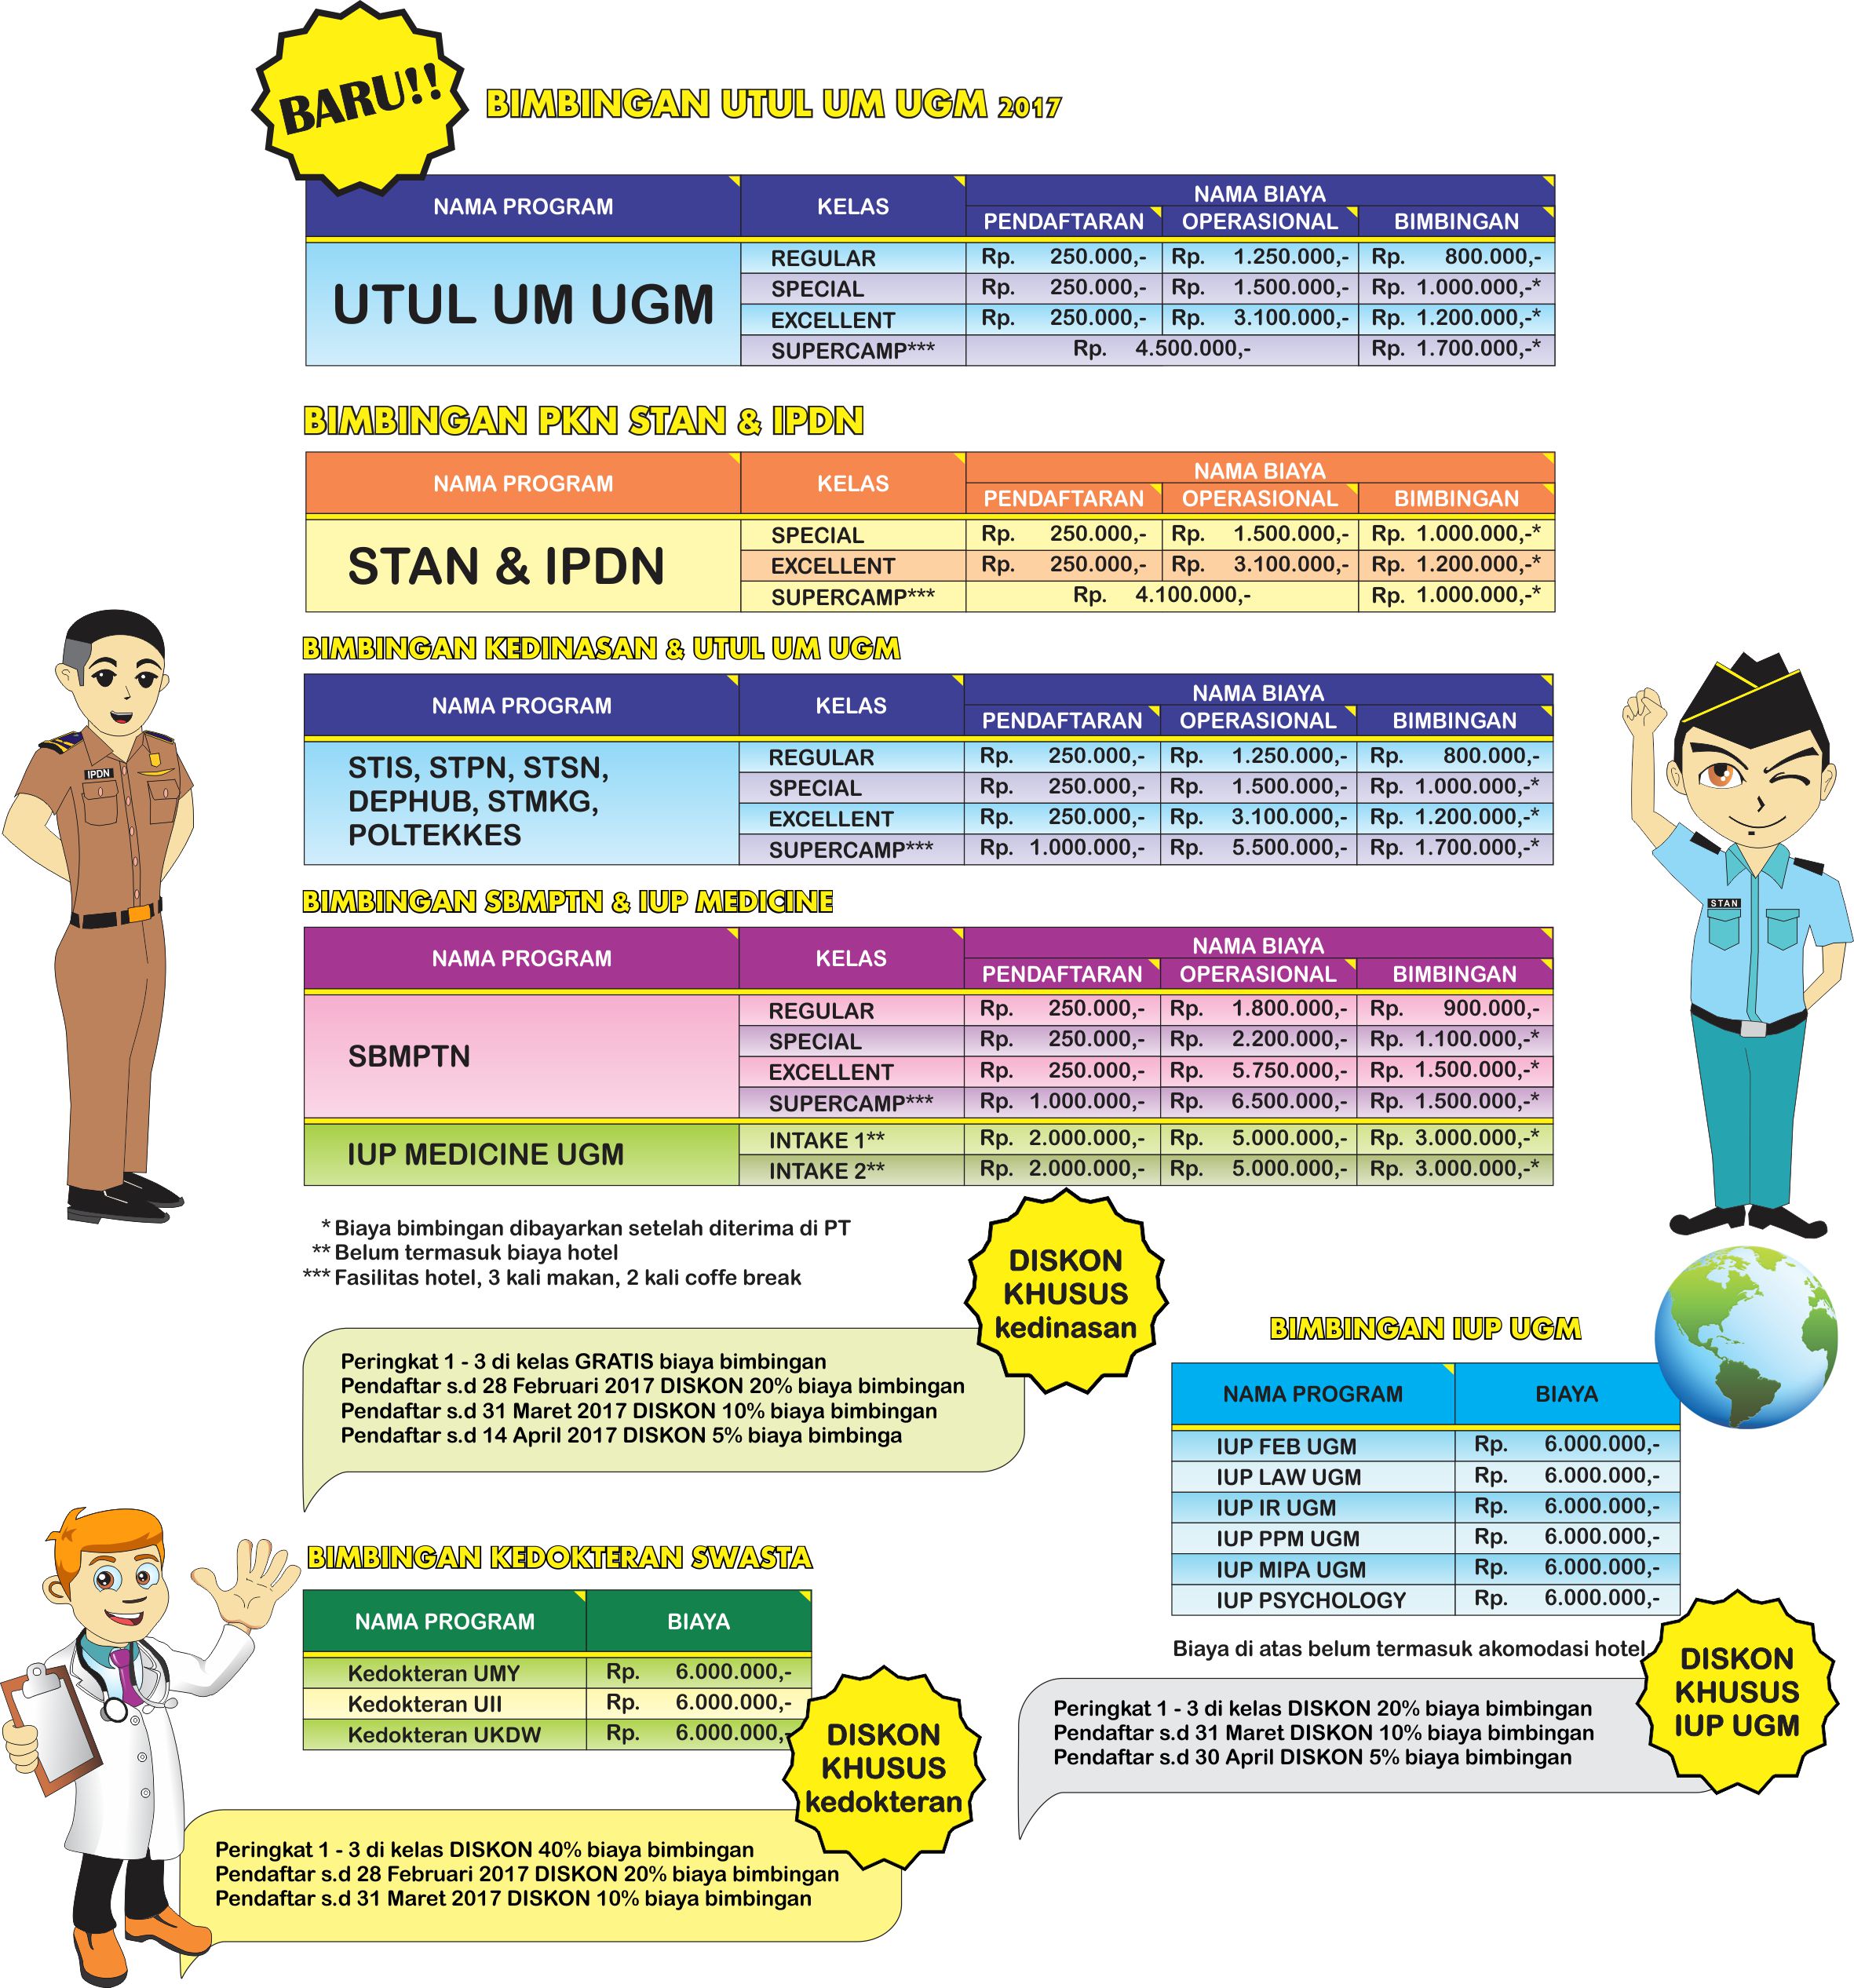 BARU!!
BIMBINGAN UTUL UM UGM 2017
NAMA PROGRAM KELAS NAMA BIAYA
PENDAFTARAN OPERASIONAL BIMBINGAN
UTUL UM UGM
REGULAR Rp. 250.000,- Rp. 1.250.000,- Rp. 800.000,-
SPECIAL Rp. 250.000,- Rp. 1.500.000,- Rp. 1.000.000,-*
EXCELLENT Rp. 250.000,- Rp. 3.100.000,- Rp. 1.200.000,-*
SUPERCAMP*** Rp. 4.500.000,- Rp. 1.700.000,-*
BIMBINGAN PKN STAN & IPDN
NAMA PROGRAM KELAS NAMA BIAYA
PENDAFTARAN OPERASIONAL BIMBINGAN
STAN & IPDN
SPECIAL Rp. 250.000,- Rp. 1.500.000,- Rp. 1.000.000,-*
EXCELLENT Rp. 250.000,- Rp. 3.100.000,- Rp. 1.200.000,-*
SUPERCAMP*** Rp. 4.100.000,- Rp. 1.000.000,-*
BIMBINGAN KEDINASAN & UTUL UM UGM
NAMA PROGRAM KELAS NAMA BIAYA
PENDAFTARAN OPERASIONAL BIMBINGAN
STIS, STPN, STSN,
DEPHUB, STMKG,
POLTEKKES
REGULAR Rp. 250.000,- Rp. 1.250.000,- Rp. 800.000,-
SPECIAL Rp. 250.000,- Rp. 1.500.000,- Rp. 1.000.000,-*
EXCELLENT Rp. 250.000,- Rp. 3.100.000,- Rp. 1.200.000,-*
SUPERCAMP*** Rp. 1.000.000,- Rp. 5.500.000,- Rp. 1.700.000,-*
IPDN
STAN
BIMBINGAN SBMPTN & IUP MEDICINE
NAMA PROGRAM KELAS NAMA BIAYA
PENDAFTARAN OPERASIONAL BIMBINGAN
SBMPTN
REGULAR Rp. 250.000,- Rp. 1.800.000,- Rp. 900.000,-
SPECIAL Rp. 250.000,- Rp. 2.200.000,- Rp. 1.100.000,-*
EXCELLENT Rp. 250.000,- Rp. 5.750.000,- Rp. 1.500.000,-*
SUPERCAMP*** Rp. 1.000.000,- Rp. 6.500.000,- Rp. 1.500.000,-*
IUP MEDICINE UGM
INTAKE 1** Rp. 2.000.000,- Rp. 5.000.000,- Rp. 3.000.000,-*
INTAKE 2** Rp. 2.000.000,- Rp. 5.000.000,- Rp. 3.000.000,-*
* Biaya bimbingan dibayarkan setelah diterima di PT
** Belum termasuk biaya hotel
*** Fasilitas hotel, 3 kali makan, 2 kali coffe break
DISKON
KHUSUS
kedinasan
Peringkat 1 - 3 di kelas GRATIS biaya bimbingan
Pendaftar s.d 28 Februari 2017 DISKON 20% biaya bimbingan
Pendaftar s.d 31 Maret 2017 DISKON 10% biaya bimbingan
Pendaftar s.d 14 April 2017 DISKON 5% biaya bimbinga
BIMBINGAN IUP UGM
NAMA PROGRAM BIAYA
IUP FEB UGM Rp. 6.000.000,-
IUP LAW UGM Rp. 6.000.000,-
IUP IR UGM Rp. 6.000.000,-
IUP PPM UGM Rp. 6.000.000,-
IUP MIPA UGM Rp. 6.000.000,-
IUP PSYCHOLOGY Rp. 6.000.000,-
Biaya di atas belum termasuk akomodasi hotel
DISKON
KHUSUS
IUP UGM
Peringkat 1 - 3 di kelas DISKON 20% biaya bimbingan
Pendaftar s.d 31 Maret DISKON 10% biaya bimbingan
Pendaftar s.d 30 April DISKON 5% biaya bimbingan
BIMBINGAN KEDOKTERAN SWASTA
NAMA PROGRAM BIAYA
Kedokteran UMY Rp. 6.000.000,-
Kedokteran UII Rp. 6.000.000,-
Kedokteran UKDW Rp. 6.000.000,-
DISKON
KHUSUS
kedokteran
Peringkat 1 - 3 di kelas DISKON 40% biaya bimbingan
Pendaftar s.d 28 Februari 2017 DISKON 20% biaya bimbingan
Pendaftar s.d 31 Maret 2017 DISKON 10% biaya bimbingan